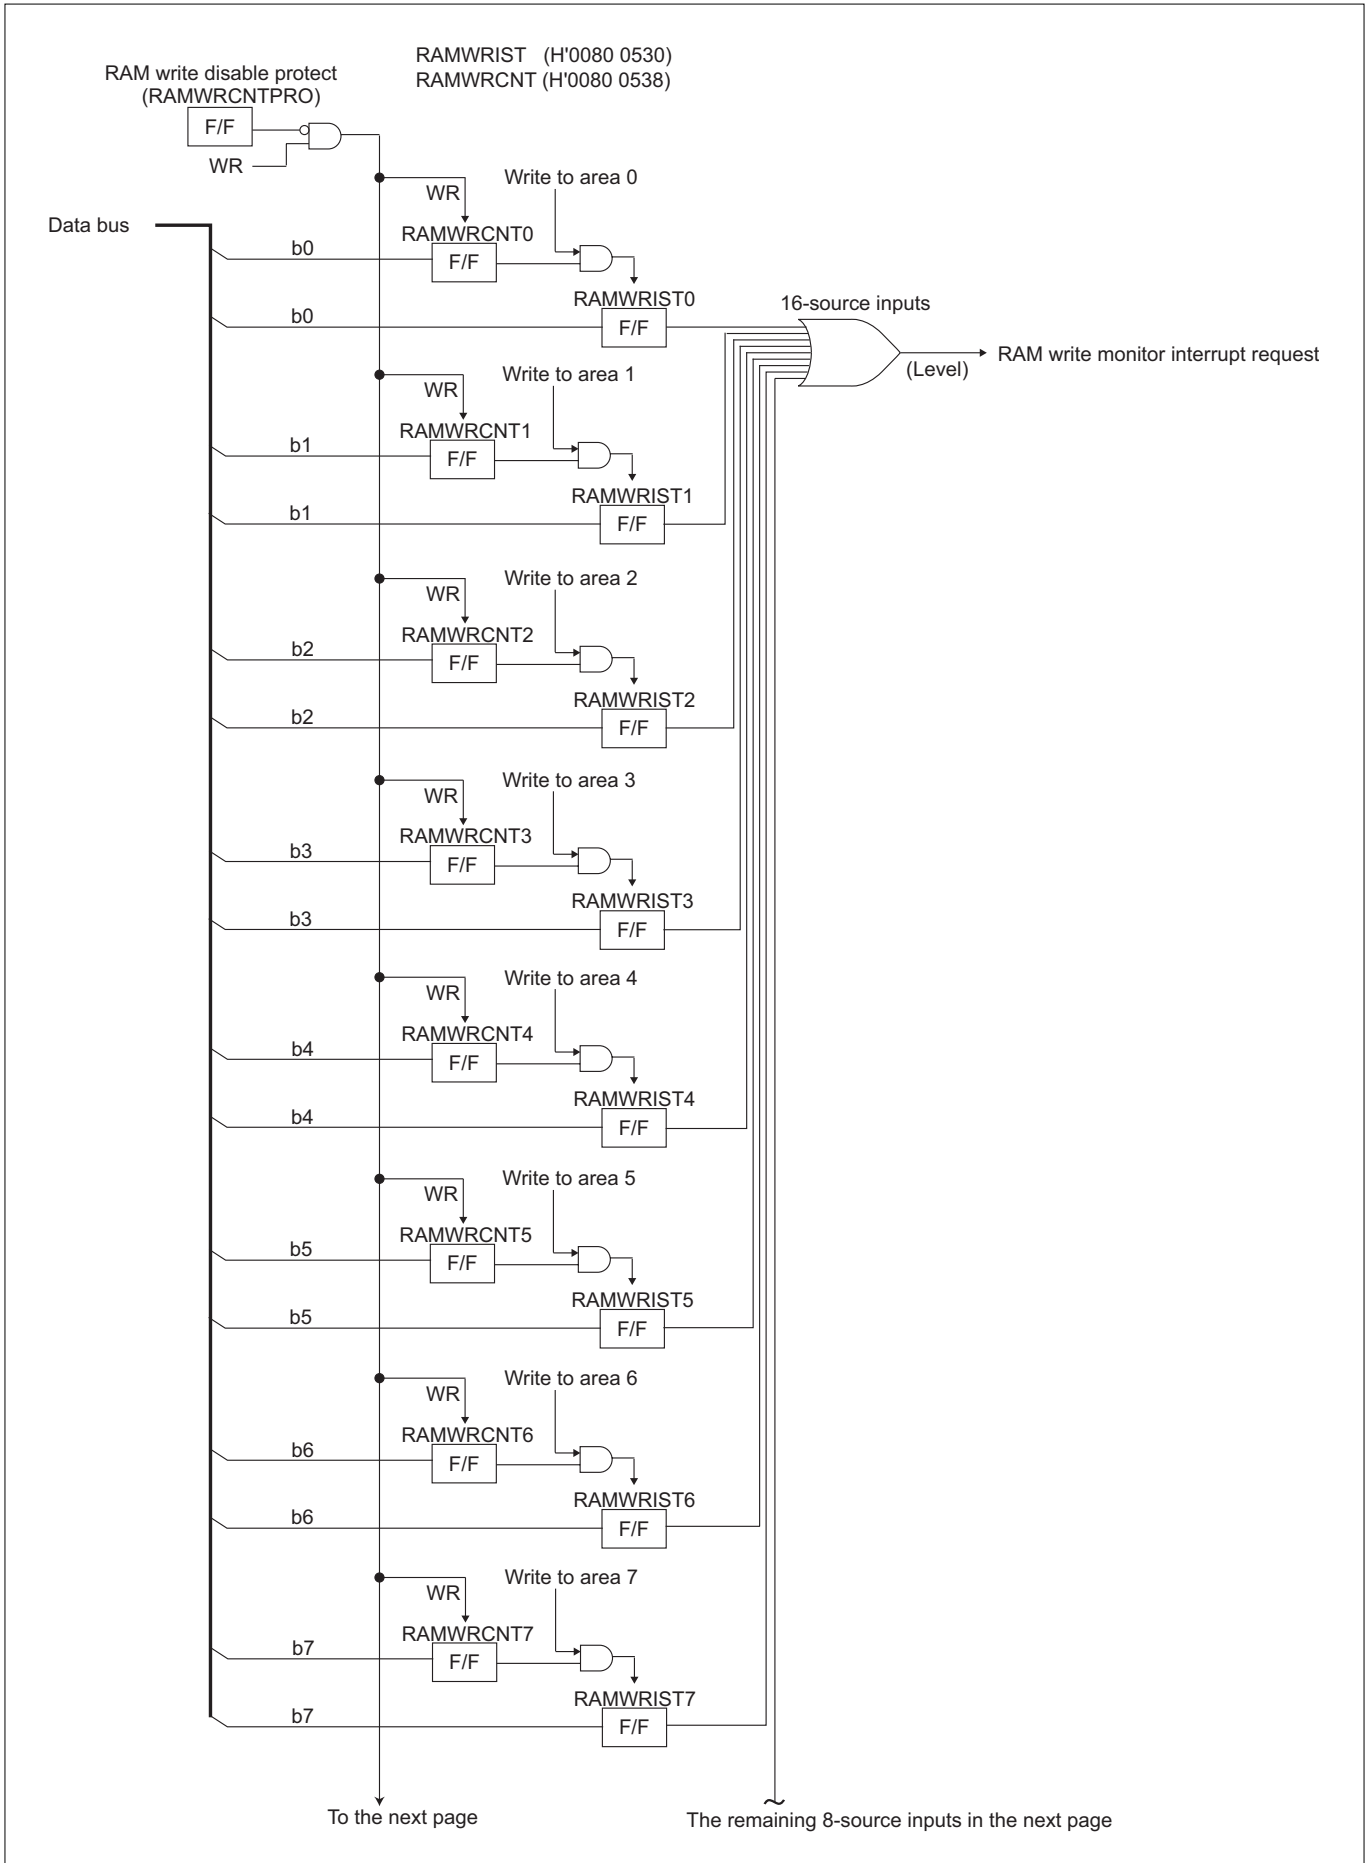 RAMWRIST (H'0080 0530)
RAMWRCNT (H'0080 0538)
RAM write disable protect
(RAMWRCNTPRO)
F/F
WR
Data bus
WR
Write to area 0
RAMWRCNT0
b0
F/F
RAMWRIST0
b0
F/F
16-source inputs
(Level)
RAM write monitor interrupt request
WR
Write to area 1
RAMWRCNT1
b1
F/F
RAMWRIST1
b1
F/F
WR
Write to area 2
RAMWRCNT2
b2
F/F
RAMWRIST2
b2
F/F
WR
Write to area 3
RAMWRCNT3
b3
F/F
RAMWRIST3
b3
F/F
WR
Write to area 4
RAMWRCNT4
b4
F/F
RAMWRIST4
b4
F/F
WR
Write to area 5
RAMWRCNT5
b5
F/F
RAMWRIST5
b5
F/F
WR
Write to area 6
RAMWRCNT6
b6
F/F
RAMWRIST6
b6
F/F
WR
Write to area 7
RAMWRCNT7
b7
F/F
RAMWRIST7
b7
F/F
To the next page
The remaining 8-source inputs in the next page